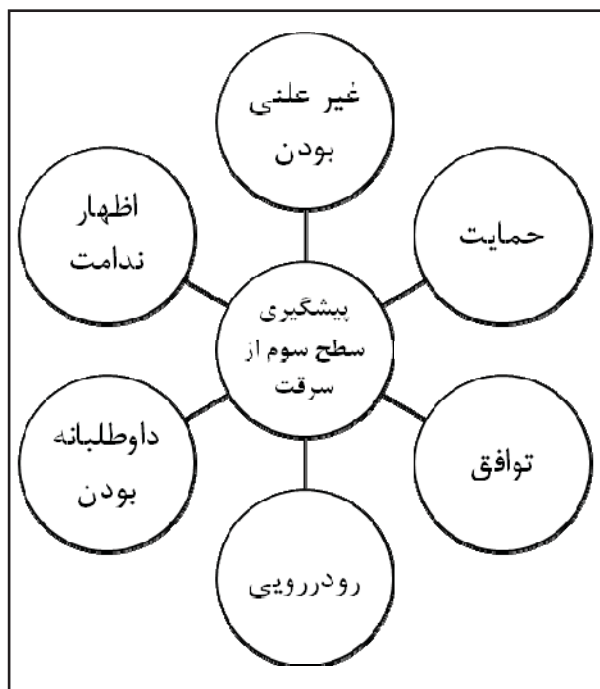 غیر علنی
بودن
حمایت
توافق
رودررویی
داوطلبانه
بودن
اظهار
ندامت
پیشگیری
سطح سوم از
سرقت